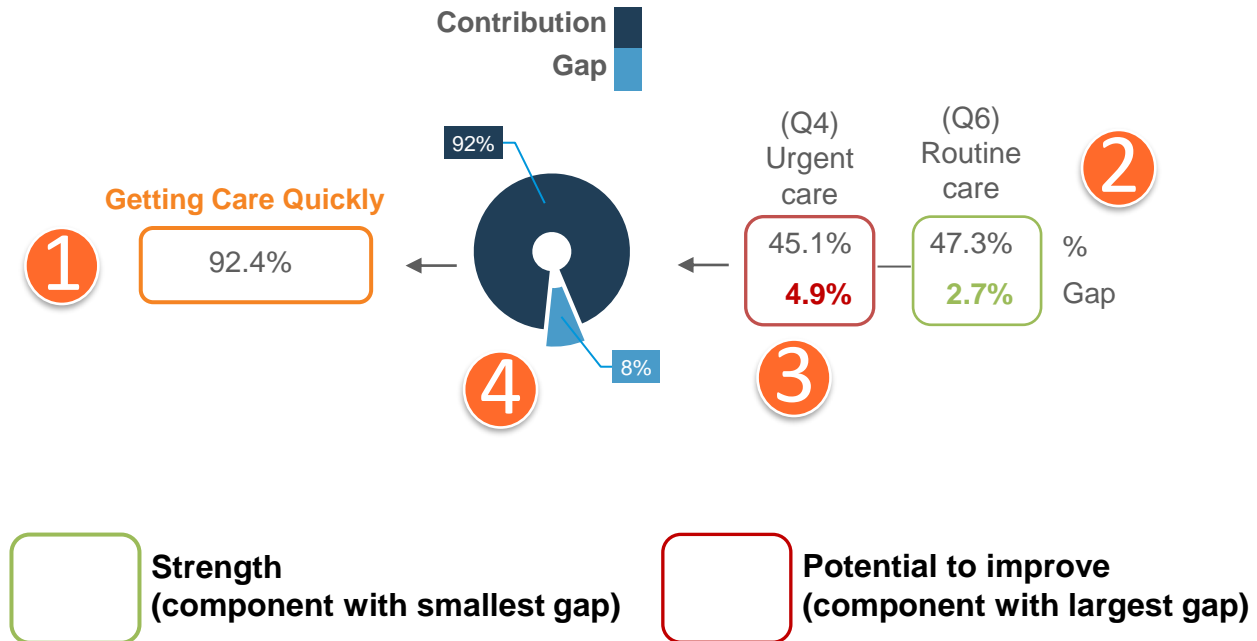 Contribution
Gap
92%
(Q4)
Urgent
care
(Q6)
Routine
care
2
Getting Care Quickly
1
92.4%
45.1%
47.3%
%
4.9%
2.7%
Gap
4
8%
3
Strength
(component with smallest gap)
Potential to improve
(component with largest gap)